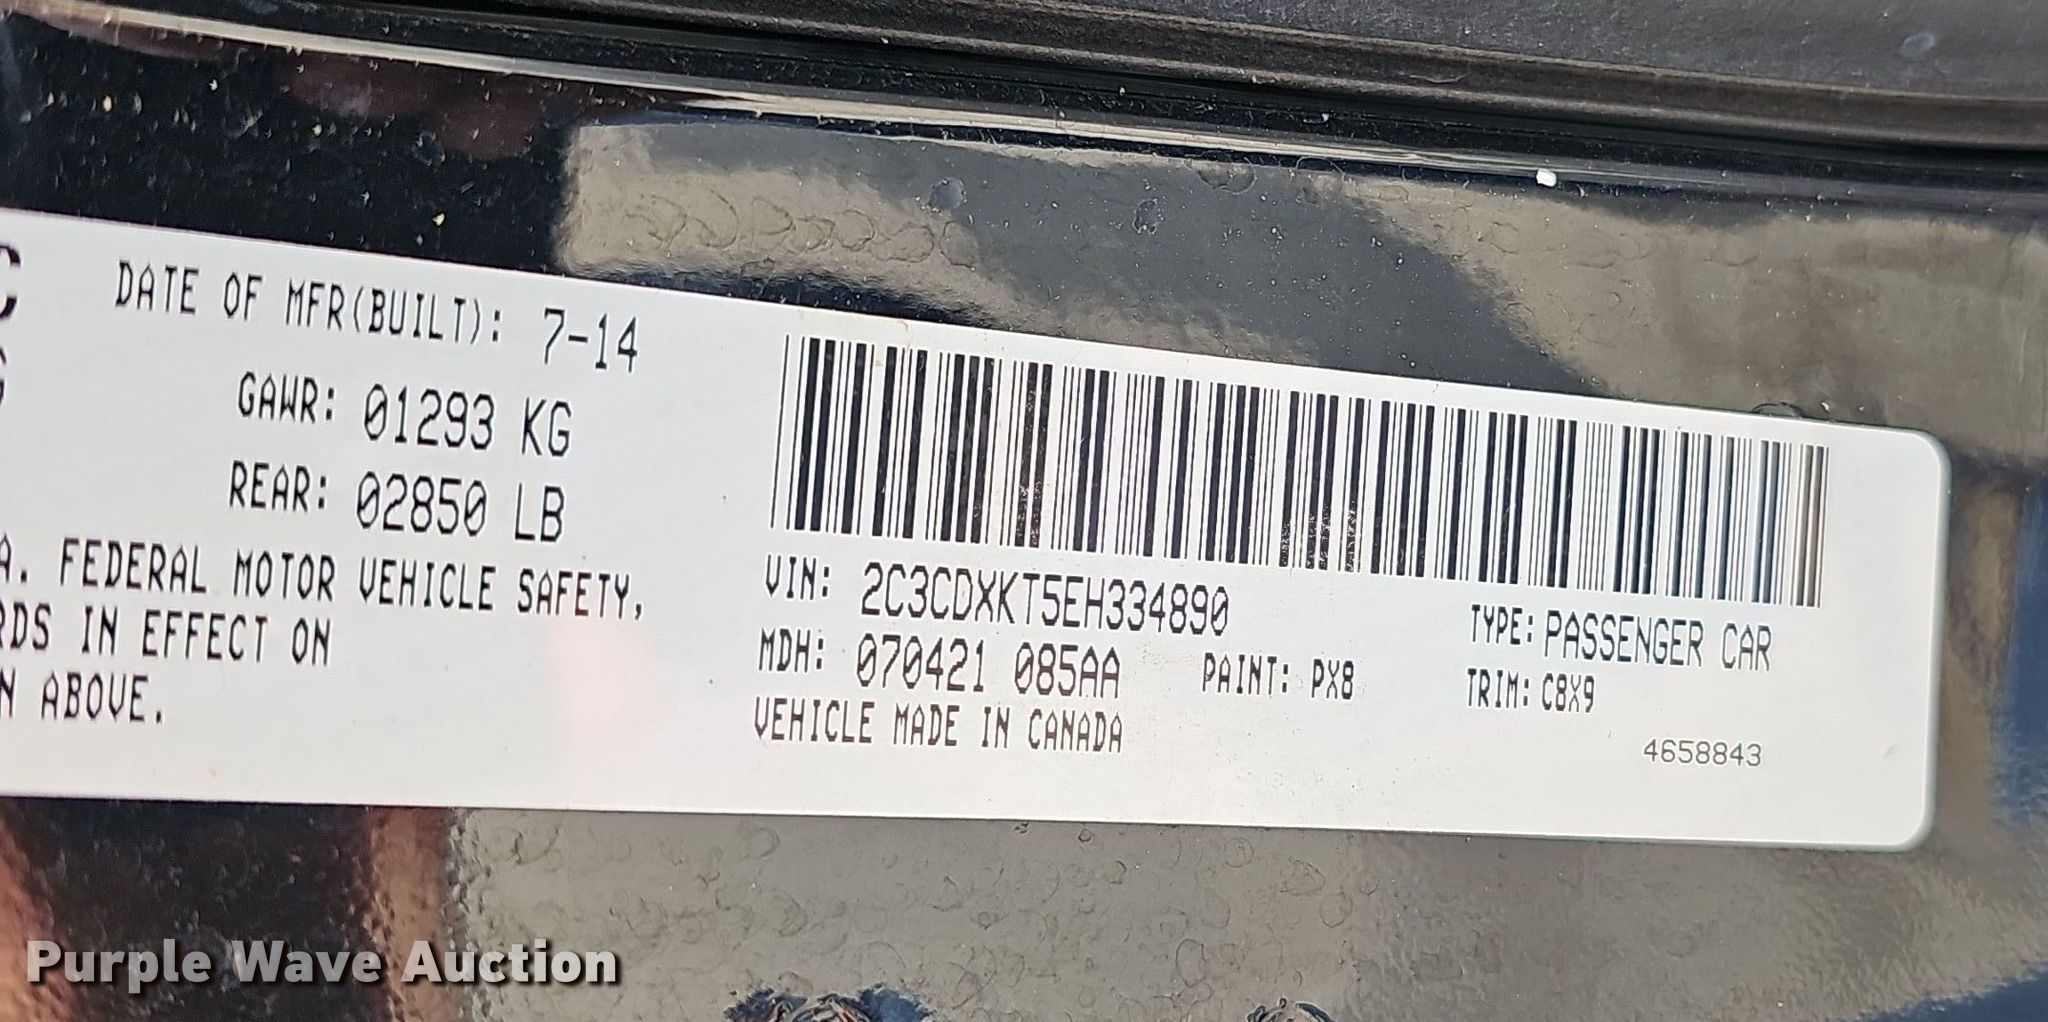 DATE OF MFR(BUILT): 7-14
GAWR: 01293 KG
REAR: 02850 LB
A. FEDERAL MOTOR VEHICLE SAFETY,
RDS IN EFFECT ON
N ABOVE.
VIN: 2C3CDXKT5EH334890
TYPE: PASSENGER CAR
MDH: 070421 085AA
PAINT: PX8
TRIM: C8X9
VEHICLE MADE IN CANADA
4658843
Purple Wave Auction